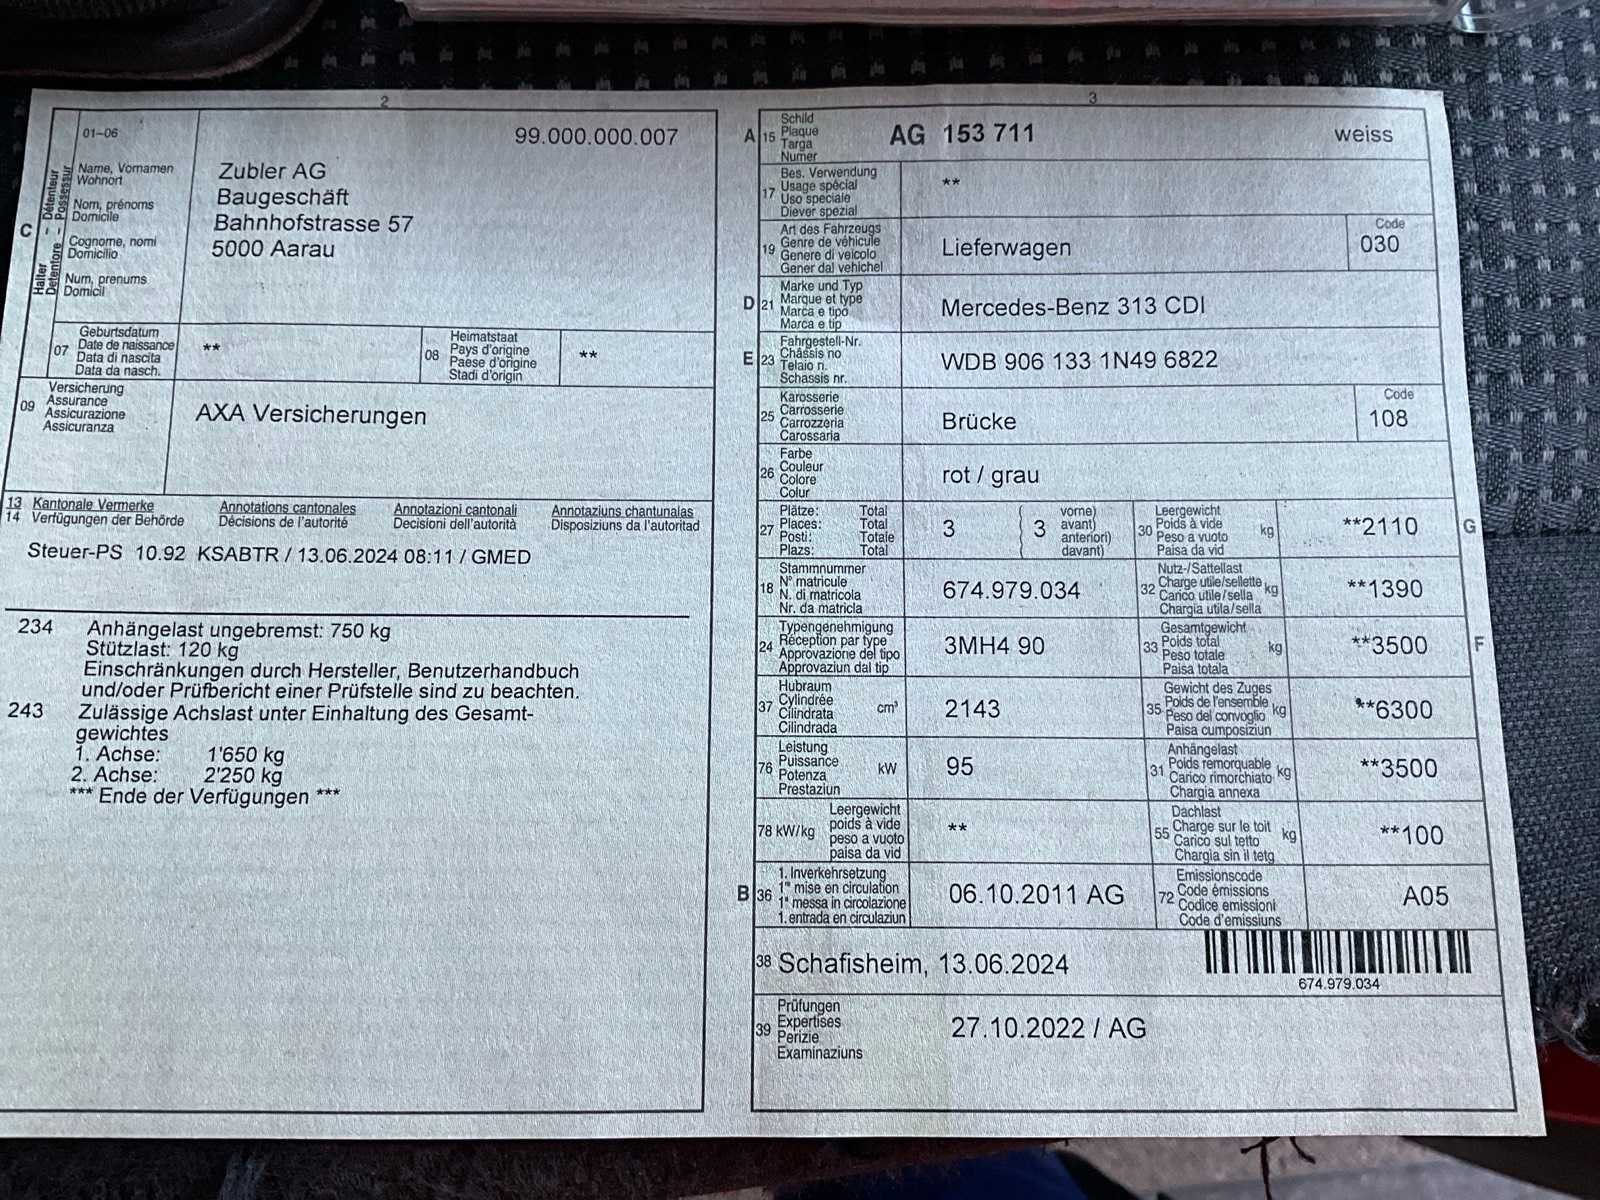 2
01–06
99.000.000.007
C
Halter – Détenteur
Detentore – Possessur
Name, Vornamen
Wohnort
Nom, prénoms
Domicile
Cognome, nomi
Domicilio
Num, prenums
Domicil
Zubler AG
Baugeschäft
Bahnhofstrasse 57
5000 Aarau
07
Geburtsdatum
Date de naissance
Data di nascita
Data da nasch.
**
08
Heimatstaat
Pays d'origine
Paese d'origine
Stadi d'origin
**
09
Versicherung
Assurance
Assicurazione
Assicuranza
AXA Versicherungen
13 Kantonale Vermerke Annotations cantonales Annotazioni cantonali Annotaziuns chantunalas
14 Verfügungen der Behörde Décisions de l'autorité Decisioni dell'autorità Disposiziuns da l'autoritad
Steuer-PS 10.92 KSABTR / 13.06.2024 08:11 / GMED
234 Anhängelast ungebremst: 750 kg
Stützlast: 120 kg
Einschränkungen durch Hersteller, Benutzerhandbuch
und/oder Prüfbericht einer Prüfstelle sind zu beachten.
243 Zulässige Achslast unter Einhaltung des Gesamt-
gewichtes
1. Achse: 1'650 kg
2. Achse: 2'250 kg
*** Ende der Verfügungen ***
3
A 15
Schild
Plaque
Targa
Numer
AG 153 711 weiss
17
Bes. Verwendung
Usage spécial
Uso speciale
Diever spezial
**
19
Art des Fahrzeugs
Genre de véhicule
Genere di veicolo
Gener dal vehichel
Lieferwagen
Code
030
D 21
Marke und Typ
Marque et type
Marca e tipo
Marca e tip
Mercedes-Benz 313 CDI
E 23
Fahrgestell-Nr.
Châssis no
Telaio n.
Schassis nr.
WDB 906 133 1N49 6822
25
Karosserie
Carrosserie
Carrozzeria
Carossaria
Brücke
Code
108
26
Farbe
Couleur
Colore
Colur
rot / grau
27
Plätze: Total
Places: Total
Posti: Totale
Plazs: Total
3
3
vorne)
avant)
anteriori)
davant)
30
Leergewicht
Poids à vide
Peso a vuoto
Paisa da vid
kg
**2110
G
18
Stammnummer
N° matricule
N. di matricola
Nr. da matricla
674.979.034
32
Nutz-/Sattellast
Charge utile/sellette
Carico utile/sella
Chargia utila/sella
kg
**1390
24
Typengenehmigung
Réception par type
Approvazione del tipo
Approvaziun dal tip
3MH4 90
33
Gesamtgewicht
Poids total
Peso totale
Paisa totala
kg
**3500
F
37
Hubraum
Cylindrée
Cilindrata
Cilindrada
cm³
2143
35
Gewicht des Zuges
Poids de l'ensemble
Peso del convoglio
Paisa cumposiziun
kg
**6300
76
Leistung
Puissance
Potenza
Prestaziun
kW
95
31
Anhängelast
Poids remorquable
Carico rimorchiato
Chargia annexa
kg
**3500
78 kW/kg
Leergewicht
poids à vide
peso a vuoto
paisa da vid
**
55
Dachlast
Charge sur le toit
Carico sul tetto
Chargia sin il tetg
kg
**100
B 36
1. Inverkehrsetzung
1re mise en circulation
1a messa in circolazione
1. entrada en circulaziun
06.10.2011 AG
72
Emissionscode
Code émissions
Codice emissioni
Code d'emissiuns
A05
38 Schafisheim, 13.06.2024
674.979.034
39
Prüfungen
Expertises
Perizie
Examinaziuns
27.10.2022 / AG